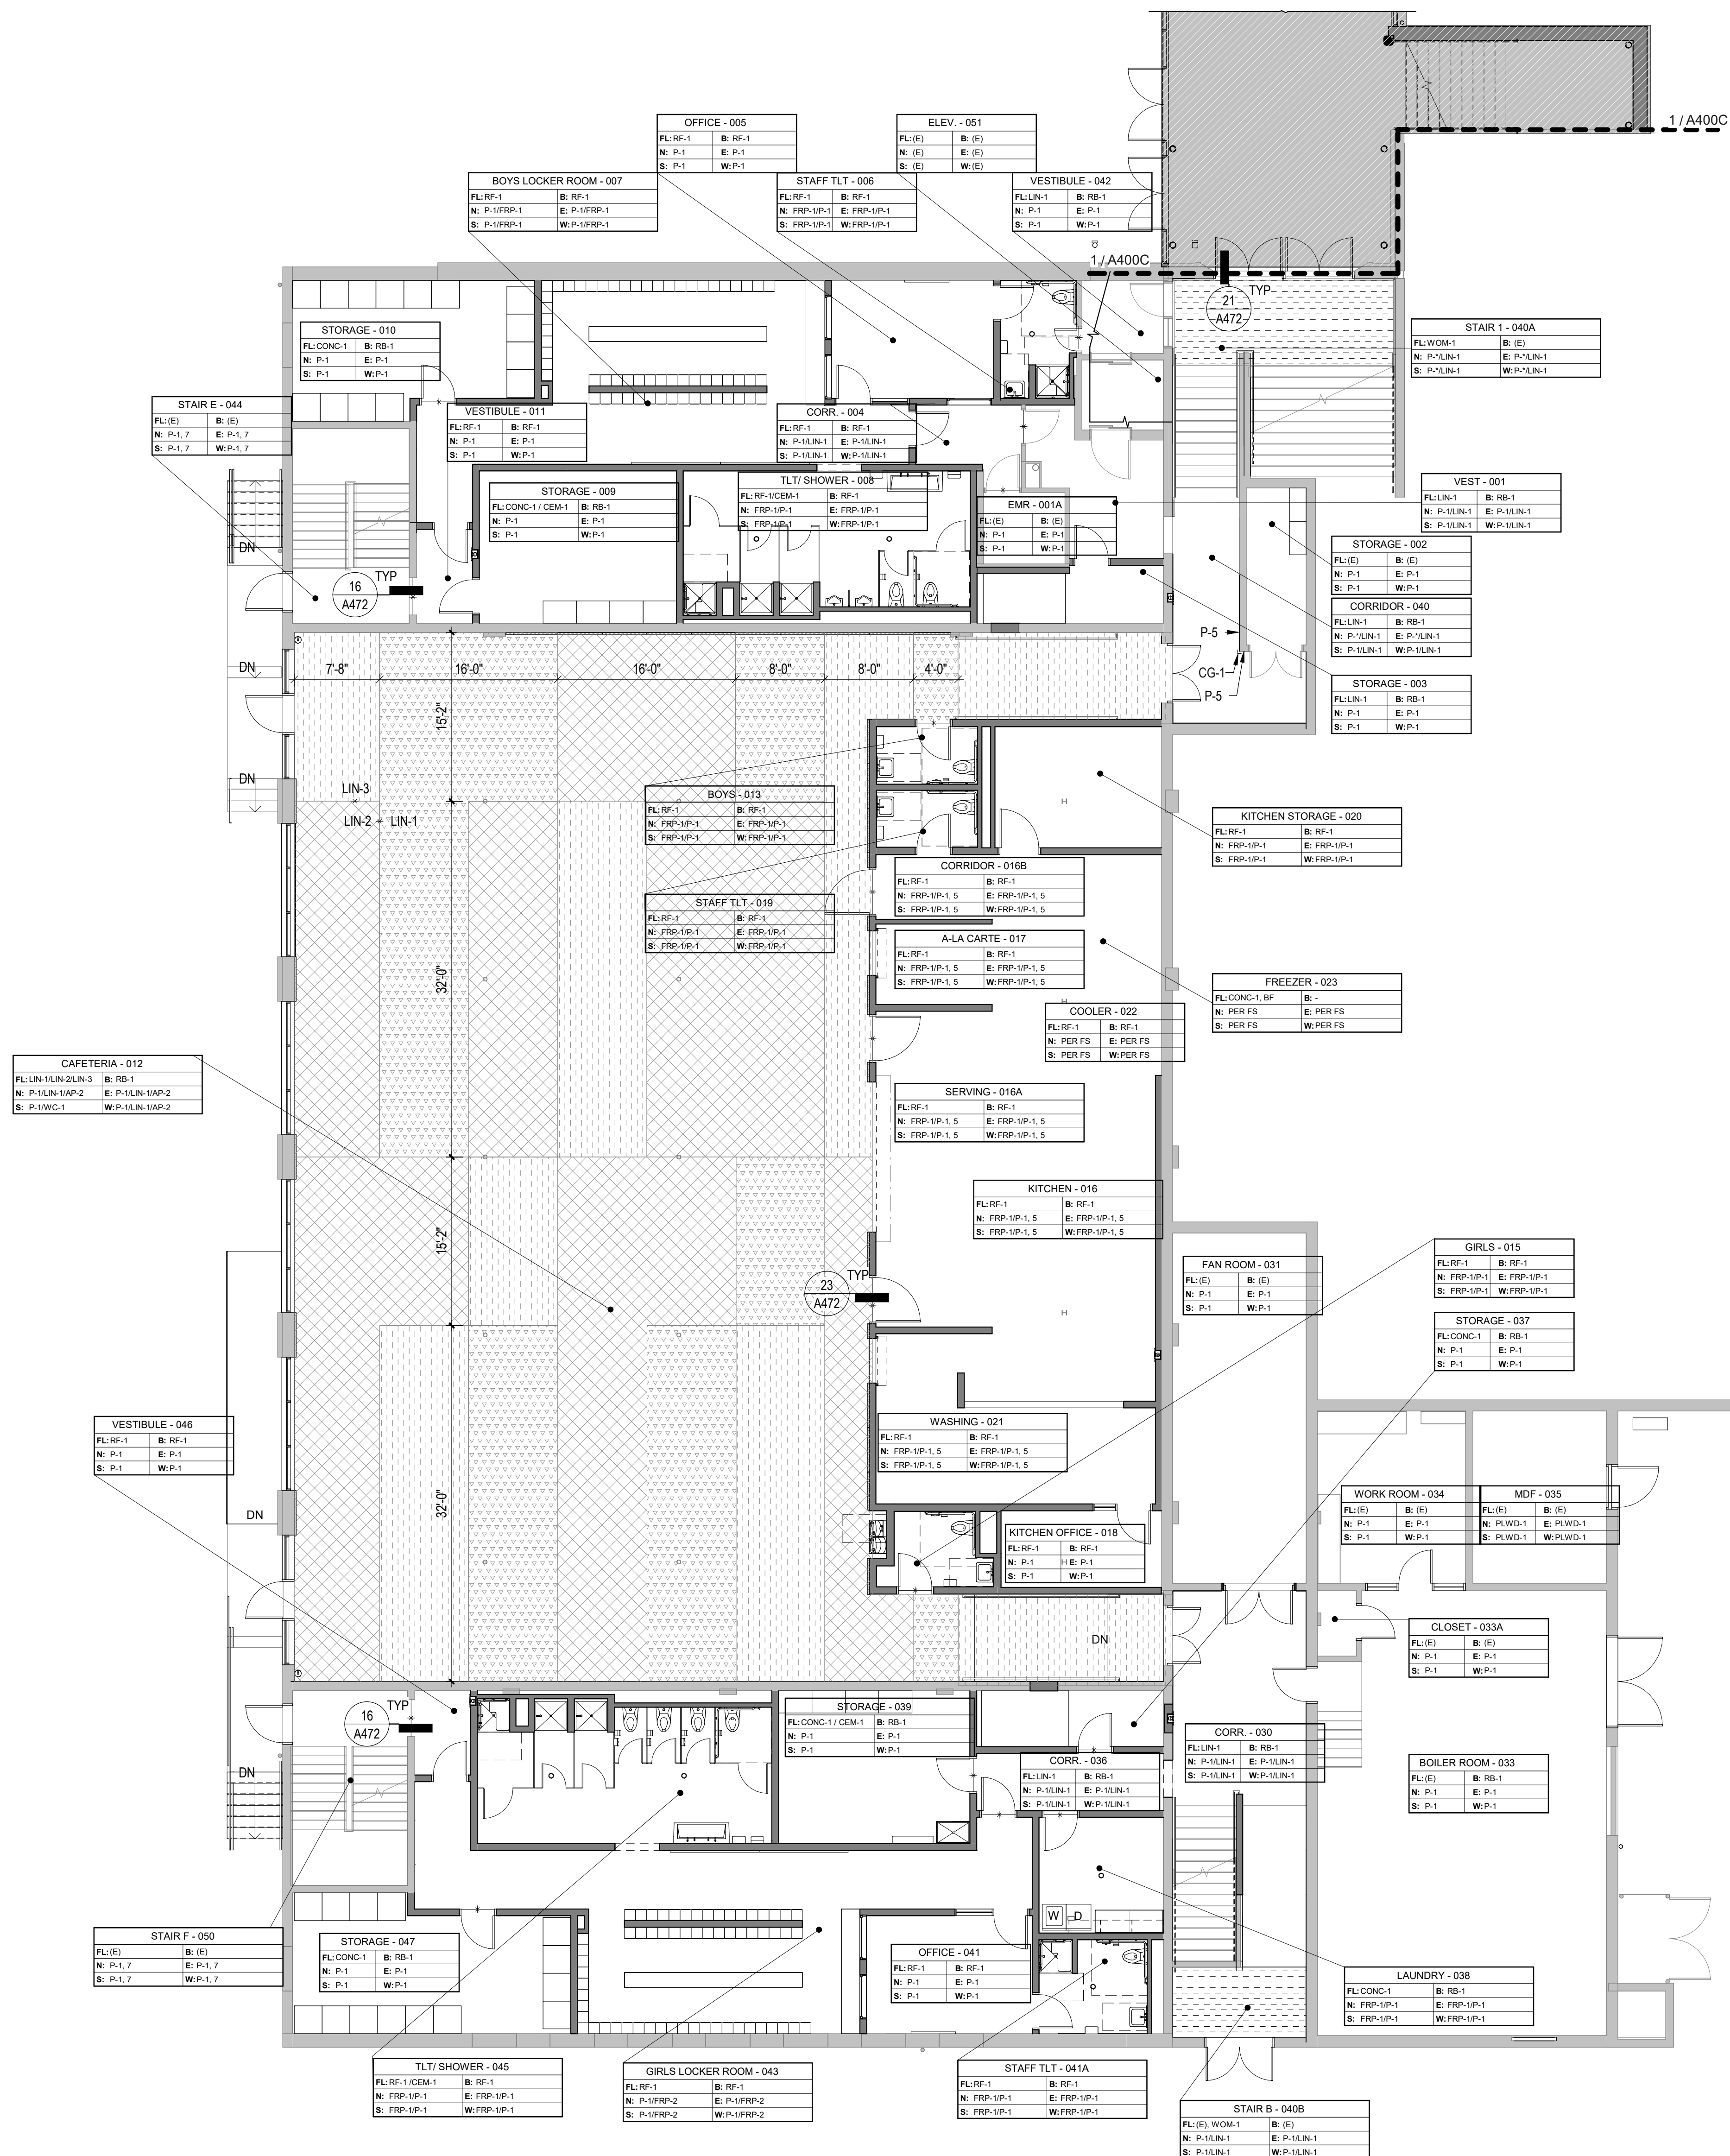 1 / A400C
OFFICE - 005
FL: RF-1 B: RF-1
N: P-1 E: P-1
S: P-1 W: P-1
ELEV. - 051
FL: (E) B: (E)
N: (E) E: (E)
S: (E) W: (E)
BOYS LOCKER ROOM - 007
FL: RF-1 B: RF-1
N: P-1/FRP-1 E: P-1/FRP-1
S: P-1/FRP-1 W: P-1/FRP-1
STAFF TLT - 006
FL: RF-1 B: RF-1
N: FRP-1/P-1 E: FRP-1/P-1
S: FRP-1/P-1 W: FRP-1/P-1
VESTIBULE - 042
FL: LIN-1 B: RB-1
N: P-1 E: P-1
S: P-1 W: P-1
1 / A400C
21
A472
TYP
STORAGE - 010
FL: CONC-1 B: RB-1
N: P-1 E: P-1
S: P-1 W: P-1
STAIR 1 - 040A
FL: WOM-1 B: (E)
N: P-*/LIN-1 E: P-*/LIN-1
S: P-*/LIN-1 W: P-*/LIN-1
STAIR E - 044
FL: (E) B: (E)
N: P-1, 7 E: P-1, 7
S: P-1, 7 W: P-1, 7
VESTIBULE - 011
FL: RF-1 B: RF-1
N: P-1 E: P-1
S: P-1 W: P-1
CORR. - 004
FL: RF-1 B: RF-1
N: P-1/LIN-1 E: P-1/LIN-1
S: P-1/LIN-1 W: P-1/LIN-1
STORAGE - 009
FL: CONC-1 / CEM-1 B: RB-1
N: P-1 E: P-1
S: P-1 W: P-1
TLT/ SHOWER - 008
FL: RF-1/CEM-1 B: RF-1
N: FRP-1/P-1 E: FRP-1/P-1
S: FRP-1/P-1 W: FRP-1/P-1
EMR - 001A
FL: (E) B: (E)
N: P-1 E: P-1
S: P-1 W: P-1
VEST - 001
FL: LIN-1 B: RB-1
N: P-1/LIN-1 E: P-1/LIN-1
S: P-1/LIN-1 W: P-1/LIN-1
STORAGE - 002
FL: (E) B: (E)
N: P-1 E: P-1
S: P-1 W: P-1
CORRIDOR - 040
FL: LIN-1 B: RB-1
N: P-*/LIN-1 E: P-*/LIN-1
S: P-1/LIN-1 W: P-1/LIN-1
STORAGE - 003
FL: LIN-1 B: RB-1
N: P-1 E: P-1
S: P-1 W: P-1
DN
16
A472
TYP
P-5
CG-1
P-5
DN
7'-8"
16'-0"
16'-0"
8'-0"
8'-0"
4'-0"
15'-2"
DN
LIN-3
LIN-2
LIN-1
BOYS - 013
FL: RF-1 B: RF-1
N: FRP-1/P-1 E: FRP-1/P-1
S: FRP-1/P-1 W: FRP-1/P-1
KITCHEN STORAGE - 020
FL: RF-1 B: RF-1
N: FRP-1/P-1 E: FRP-1/P-1
S: FRP-1/P-1 W: FRP-1/P-1
CORRIDOR - 016B
FL: RF-1 B: RF-1
N: FRP-1/P-1, 5 E: FRP-1/P-1, 5
S: FRP-1/P-1, 5 W: FRP-1/P-1, 5
STAFF TLT - 019
FL: RF-1 B: RF-1
N: FRP-1/P-1 E: FRP-1/P-1
S: FRP-1/P-1 W: FRP-1/P-1
A-LA CARTE - 017
FL: RF-1 B: RF-1
N: FRP-1/P-1, 5 E: FRP-1/P-1, 5
S: FRP-1/P-1, 5 W: FRP-1/P-1, 5
32'-0"
FREEZER - 023
FL: CONC-1, BF B: -
N: PER FS E: PER FS
S: PER FS W: PER FS
COOLER - 022
FL: RF-1 B: RF-1
N: PER FS E: PER FS
S: PER FS W: PER FS
CAFETERIA - 012
FL: LIN-1/LIN-2/LIN-3 B: RB-1
N: P-1/LIN-1/AP-2 E: P-1/LIN-1/AP-2
S: P-1/WC-1 W: P-1/LIN-1/AP-2
SERVING - 016A
FL: RF-1 B: RF-1
N: FRP-1/P-1, 5 E: FRP-1/P-1, 5
S: FRP-1/P-1, 5 W: FRP-1/P-1, 5
KITCHEN - 016
FL: RF-1 B: RF-1
N: FRP-1/P-1, 5 E: FRP-1/P-1, 5
S: FRP-1/P-1, 5 W: FRP-1/P-1, 5
15'-2"
23
A472
TYP
FAN ROOM - 031
FL: (E) B: (E)
N: P-1 E: P-1
S: P-1 W: P-1
GIRLS - 015
FL: RF-1 B: RF-1
N: FRP-1/P-1 E: FRP-1/P-1
S: FRP-1/P-1 W: FRP-1/P-1
STORAGE - 037
FL: CONC-1 B: RB-1
N: P-1 E: P-1
S: P-1 W: P-1
VESTIBULE - 046
FL: RF-1 B: RF-1
N: P-1 E: P-1
S: P-1 W: P-1
WASHING - 021
FL: RF-1 B: RF-1
N: FRP-1/P-1, 5 E: FRP-1/P-1, 5
S: FRP-1/P-1, 5 W: FRP-1/P-1, 5
32'-0"
DN
WORK ROOM - 034
FL: (E) B: (E)
N: P-1 E: P-1
S: P-1 W: P-1
MDF - 035
FL: (E) B: (E)
N: PLWD-1 E: PLWD-1
S: PLWD-1 W: PLWD-1
KITCHEN OFFICE - 018
FL: RF-1 B: RF-1
N: P-1 E: P-1
S: P-1 W: P-1
DN
CLOSET - 033A
FL: (E) B: (E)
N: P-1 E: P-1
S: P-1 W: P-1
16
A472
TYP
STORAGE - 039
FL: CONC-1 / CEM-1 B: RB-1
N: P-1 E: P-1
S: P-1 W: P-1
CORR. - 030
FL: LIN-1 B: RB-1
N: P-1/LIN-1 E: P-1/LIN-1
S: P-1/LIN-1 W: P-1/LIN-1
CORR. - 036
FL: LIN-1 B: RB-1
N: P-1/LIN-1 E: P-1/LIN-1
S: P-1/LIN-1 W: P-1/LIN-1
BOILER ROOM - 033
FL: (E) B: RB-1
N: P-1 E: P-1
S: P-1 W: P-1
DN
W D
STAIR F - 050
FL: (E) B: (E)
N: P-1, 7 E: P-1, 7
S: P-1, 7 W: P-1, 7
STORAGE - 047
FL: CONC-1 B: RB-1
N: P-1 E: P-1
S: P-1 W: P-1
OFFICE - 041
FL: RF-1 B: RF-1
N: P-1 E: P-1
S: P-1 W: P-1
LAUNDRY - 038
FL: CONC-1 B: RB-1
N: FRP-1/P-1 E: FRP-1/P-1
S: FRP-1/P-1 W: FRP-1/P-1
TLT/ SHOWER - 045
FL: RF-1 /CEM-1 B: RF-1
N: FRP-1/P-1 E: FRP-1/P-1
S: FRP-1/P-1 W: FRP-1/P-1
GIRLS LOCKER ROOM - 043
FL: RF-1 B: RF-1
N: P-1/FRP-2 E: P-1/FRP-2
S: P-1/FRP-2 W: P-1/FRP-2
STAFF TLT - 041A
FL: RF-1 B: RF-1
N: FRP-1/P-1 E: FRP-1/P-1
S: FRP-1/P-1 W: FRP-1/P-1
STAIR B - 040B
FL: (E), WOM-1 B: (E)
N: P-1/LIN-1 E: P-1/LIN-1
S: P-1/LIN-1 W: P-1/LIN-1